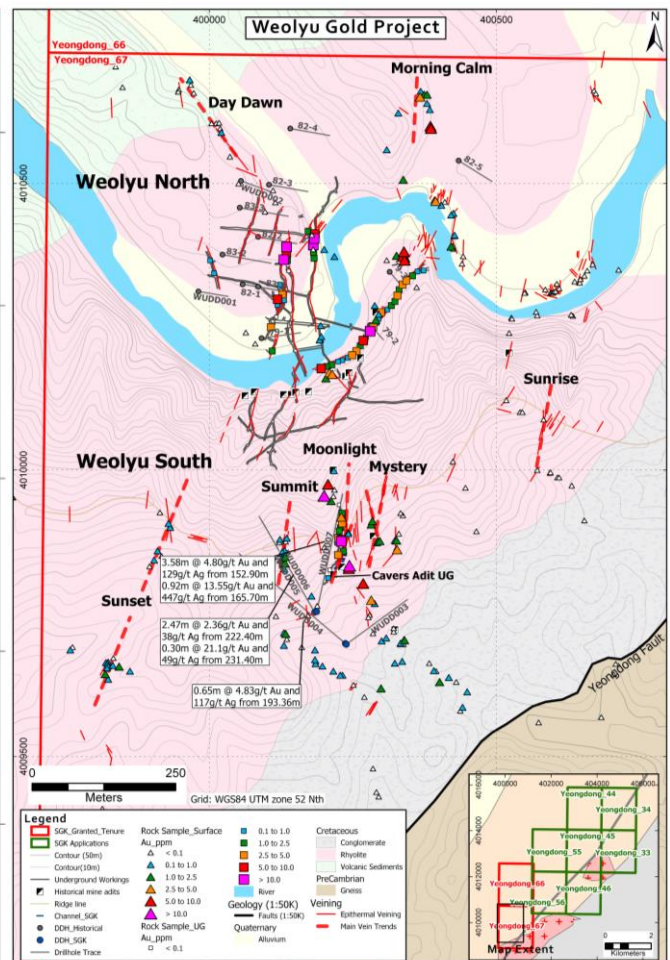 Weolyu Gold Project
N
400000
400500
Yeongdong_66
Yeongdong_67
Morning Calm
Day Dawn
82-4
82-5
82-3
WUDD002
4010500
Weolyu North
83-2
WUDD001
82-1
79-2
Sunrise
4010000
Moonlight
Weolyu South
Mystery
Summit
WUDD007
3.58m @ 4.80g/t Au and
129g/t Ag from 152.90m
0.92m @ 13.55g/t Au and
447g/t Ag from 165.70m
Cavers Adit UG
WUDD006
Sunset
WUDD004
WUDD003
2.47m @ 2.36g/t Au and
38g/t Ag from 222.40m
0.30m @ 21.1g/t Au and
49g/t Ag from 231.40m
0.65m @ 4.83g/t Au and
117g/t Ag from 193.36m
Yeongdong Fault
4009500
0 250
Meters
Grid: WGS84 UTM zone 52 Nth
Legend
SGK_Granted_Tenure
SGK Applications
Contour (50m)
Contour(10m)
Underground Workings
Historical mine adits
Ridge line
Channel_SGK
DDH_Historical
DDH_SGK
Drillhole Trace
Rock Sample_Surface
Au_ppm
< 0.1
0.1 to 1.0
1.0 to 2.5
2.5 to 5.0
5.0 to 10.0
> 10.0
Rock Sample_UG
Au_ppm
< 0.1
0.1 to 1.0
1.0 to 2.5
2.5 to 5.0
5.0 to 10.0
> 10.0
River
Geology (1:50K)
Faults (1:50K)
Quaternary
Alluvium
Cretaceous
Conglomerate
Rhyolite
Volcanic Sediments
PreCambrian
Gneiss
Veining
Epithermal Veining
Main Vein Trends
400000 402000 404000 406000
4016000
4014000
4012000
4010000
Yeongdong_44
Yeongdong_34
Yeongdong_45
Yeongdong_55
Yeongdong_33
Yeongdong_66
Yeongdong_46
Yeongdong_56
Yeongdong_67
Map Extent
0 2
Kilometers